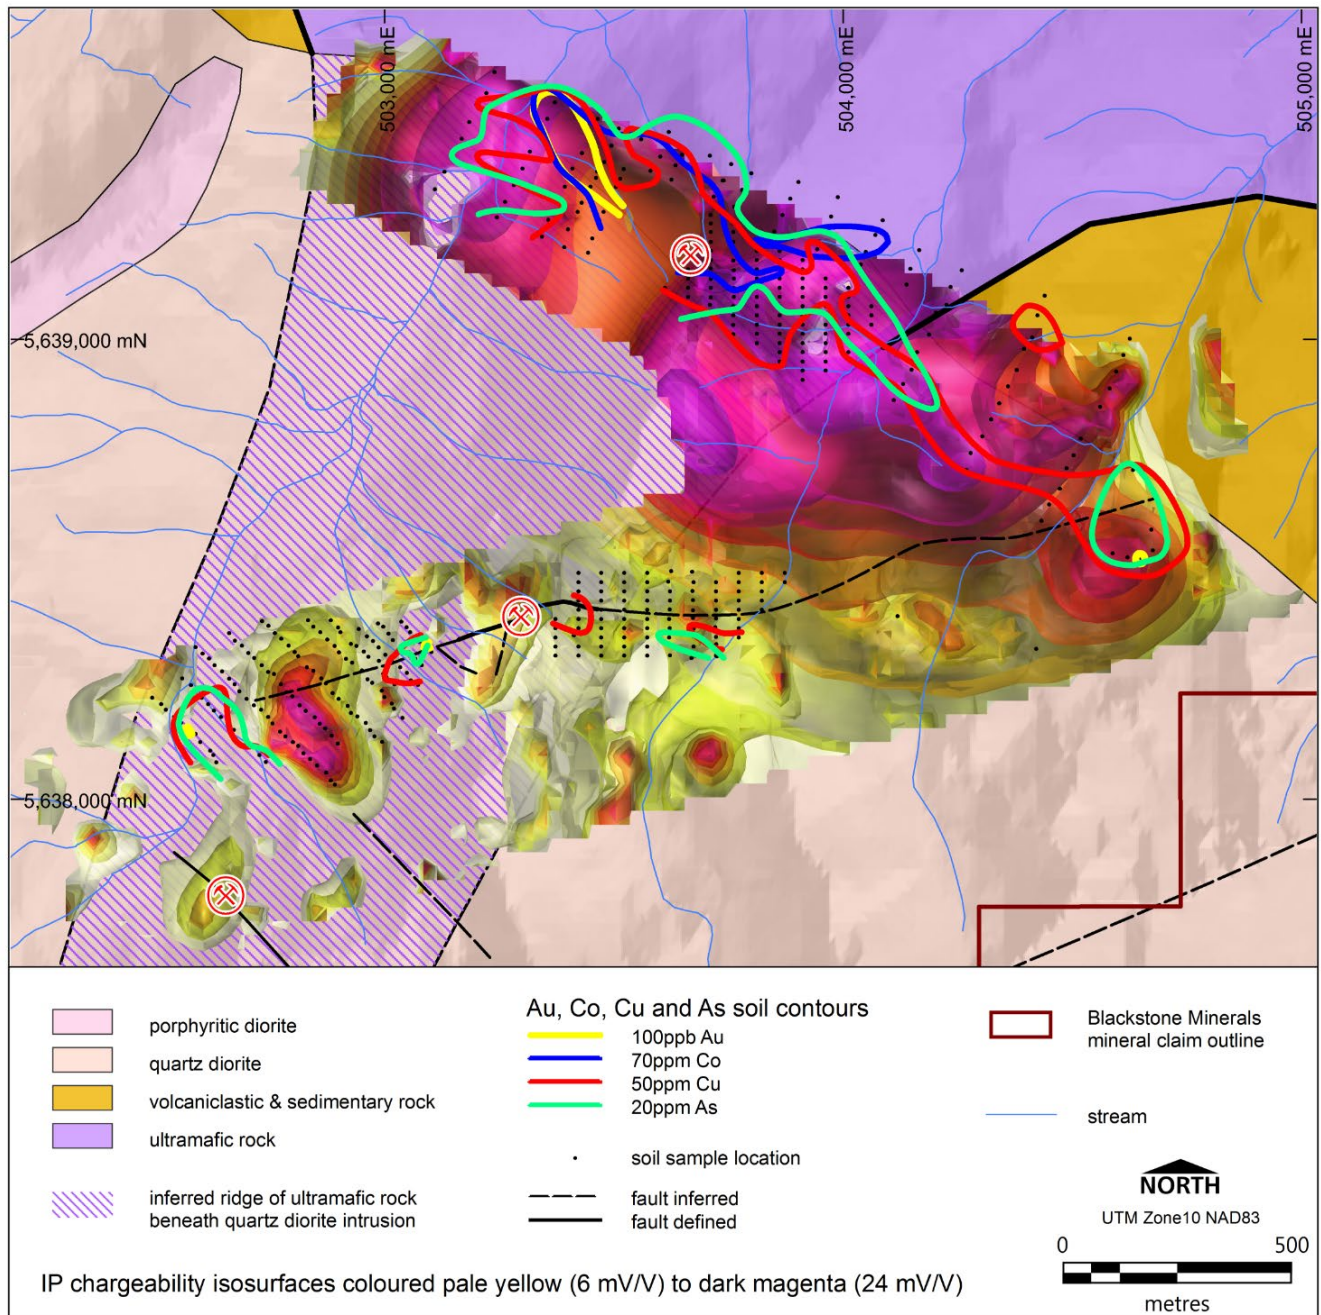 503,000 mE
504,000 mE
505,000 mE
5,639,000 mN
5,638,000 mN
porphyritic diorite
quartz diorite
volcaniclastic & sedimentary rock
ultramafic rock
inferred ridge of ultramafic rock
beneath quartz diorite intrusion
Au, Co, Cu and As soil contours
100ppb Au
70ppm Co
50ppm Cu
20ppm As
soil sample location
fault inferred
fault defined
Blackstone Minerals
mineral claim outline
stream
NORTH
UTM Zone10 NAD83
0 500
metres
IP chargeability isosurfaces coloured pale yellow (6 mV/V) to dark magenta (24 mV/V)